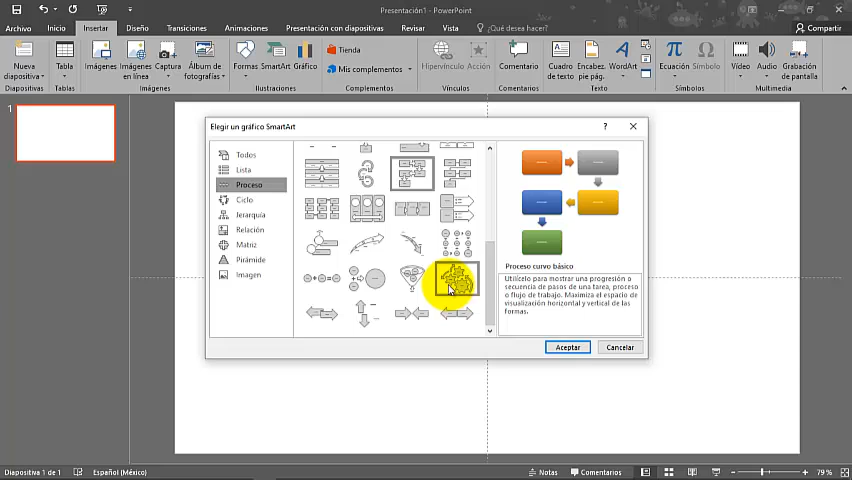 Presentación1 - PowerPoint
Archivo Inicio Insertar Diseño Transiciones Animaciones Presentación con diapositivas Revisar Vista ¿Qué desea hacer? Compartir
Nueva diapositiva
Tabla
Imágenes
Imágenes en línea
Captura
Álbum de fotografías
Formas
SmartArt
Gráfico
Tienda
Mis complementos
Hipervínculo
Acción
Comentario
Cuadro de texto
Encabez. pie pág.
WordArt
Ecuación
Símbolo
Vídeo
Audio
Grabación de pantalla
Diapositivas Tablas Imágenes Ilustraciones Complementos Vínculos Comentarios Texto Símbolos Multimedia
1
Elegir un gráfico SmartArt
?
Todos
Lista
Proceso
Ciclo
Jerarquía
Relación
Matriz
Pirámide
Imagen
Proceso curvo básico
Utilícelo para mostrar una progresión o
secuencia de pasos de una tarea, proceso
o flujo de trabajo. Maximiza el espacio de
visualización horizontal y vertical de las
formas.
Aceptar Cancelar
Diapositiva 1 de 1 Español (México) Notas Comentarios 79 %